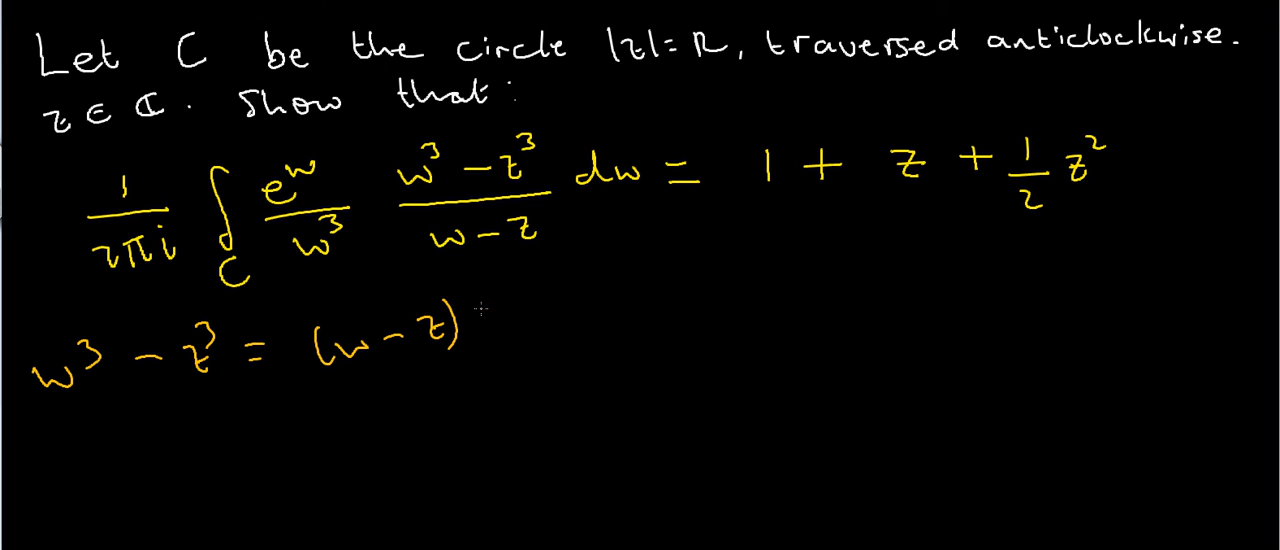 Let C be the circle |z|=R, traversed anticlockwise.
z ∈ ℂ. Show that:
1/(2πi) ∫_C e^w/w^3 (w^3 - z^3)/(w - z) dw = 1 + z + 1/2 z^2
w^3 - z^3 = (w - z)